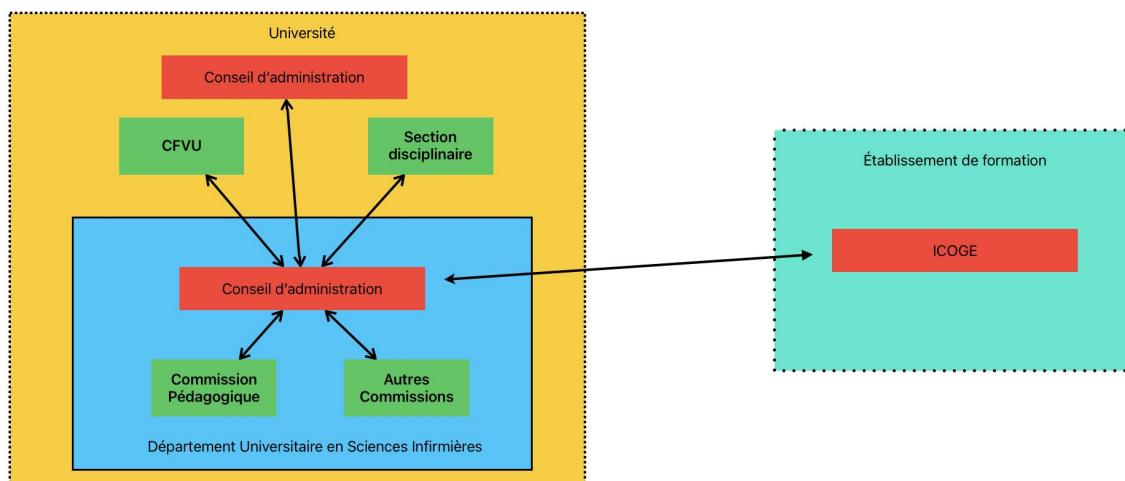 Université
Conseil d'administration
CFVU
Section
disciplinaire
Conseil d'administration
Commission
Pédagogique
Autres
Commissions
Département Universitaire en Sciences Infirmières
Établissement de formation
ICOGE